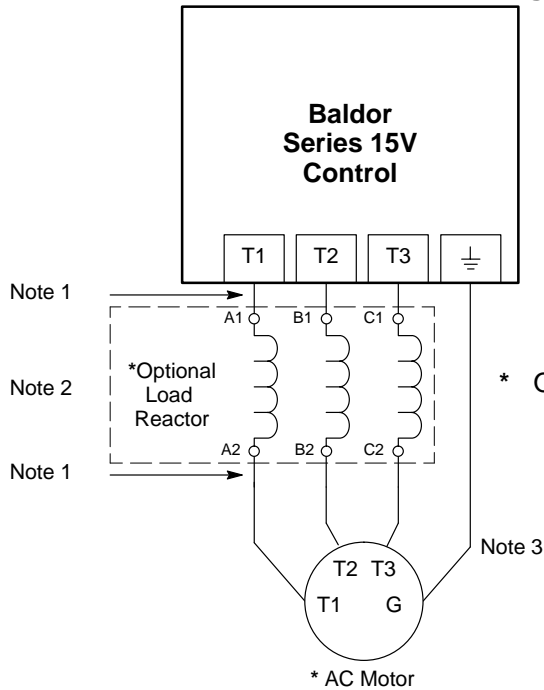 Baldor
Series 15V
Control
T1 T2 T3
Note 1
A1 B1 C1
*Optional
Load
Reactor
Note 2
* 
A2 B2 C2
Note 1
Note 3
T2 T3
T1 G
* AC Motor